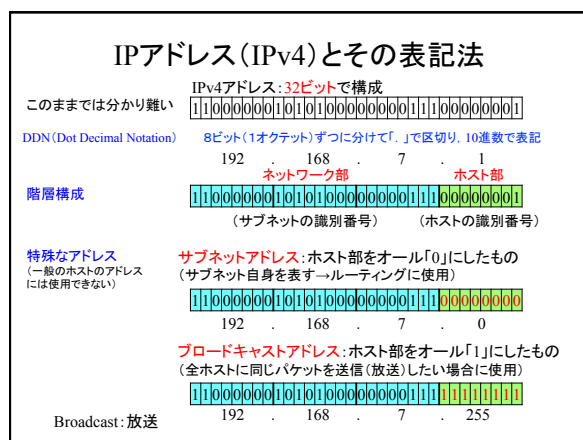 IPアドレス(IPv4)とその表記法
IPv4アドレス:32ビットで構成
このままでは分かり難い 11000000101010000000011100000001
DDN(Dot Decimal Notation) 8ビット(1オクテット)ずつに分けて「. 」で区切り, 10進数で表記
192 . 168 . 7 . 1
ネットワーク部 ホスト部
階層構成 11000000101010000000011100000001
(サブネットの識別番号) (ホストの識別番号)
特殊なアドレス サブネットアドレス:ホスト部をオール「0」にしたもの
(一般のホストのアドレス (サブネット自身を表す→ルーティングに使用)
には使用できない)
11000000101010000000011100000000
192 . 168 . 7 . 0
ブロードキャストアドレス:ホスト部をオール「1」にしたもの
(全ホストに同じパケットを送信(放送)したい場合に使用)
11000000101010000000011111111111
Broadcast:放送 192 . 168 . 7 . 255